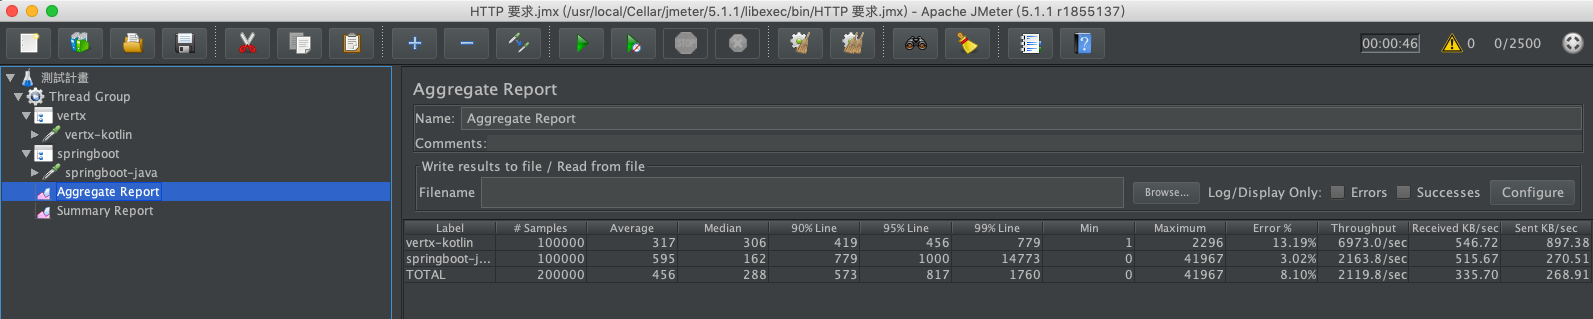 HTTP 要求.jmx (/usr/local/Cellar/jmeter/5.1.1/libexec/bin/HTTP 要求.jmx) - Apache JMeter (5.1.1 r1855137)
STOP
00:00:46
0
0/2500
測試計畫
Thread Group
vertx
vertx-kotlin
springboot
springboot-java
Aggregate Report
Summary Report
Aggregate Report
Name: Aggregate Report
Comments:
Write results to file / Read from file
Filename Browse... Log/Display Only: Errors Successes Configure
Label # Samples Average Median 90% Line 95% Line 99% Line Min Maximum Error % Throughput Received KB/sec Sent KB/sec
vertx-kotlin 100000 317 306 419 456 779 1 2296 13.19% 6973.0/sec 546.72 897.38
springboot-j... 100000 595 162 779 1000 14773 0 41967 3.02% 2163.8/sec 515.67 270.51
TOTAL 200000 456 288 573 817 1760 0 41967 8.10% 2119.8/sec 335.70 268.91